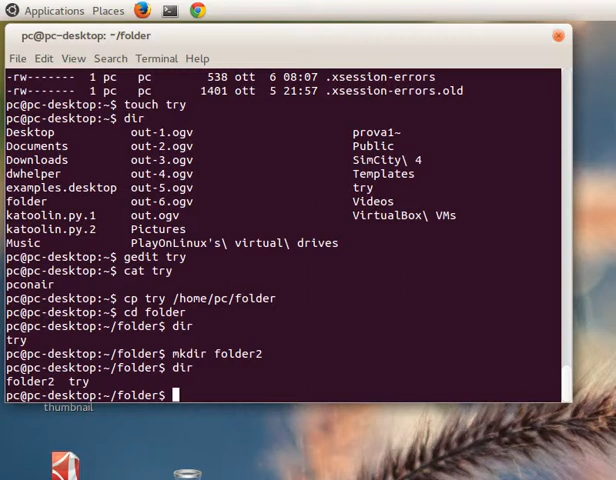 Applications Places
pc@pc-desktop: ~/folder
File Edit View Search Terminal Help
-rw------- 1 pc pc 538 ott 6 08:07 .xsession-errors
-rw------- 1 pc pc 1401 ott 5 21:57 .xsession-errors.old
pc@pc-desktop:~$ touch try
pc@pc-desktop:~$ dir
Desktop out-1.ogv prova1~
Documents out-2.ogv Public
Downloads out-3.ogv SimCity\ 4
dwhelper out-4.ogv Templates
examples.desktop out-5.ogv try
folder out-6.ogv Videos
katoolin.py.1 out.ogv VirtualBox\ VMs
katoolin.py.2 Pictures
Music PlayOnLinux's\ virtual\ drives
pc@pc-desktop:~$ gedit try
pc@pc-desktop:~$ cat try
pconair
pc@pc-desktop:~$ cp try /home/pc/folder
pc@pc-desktop:~$ cd folder
pc@pc-desktop:~/folder$ dir
try
pc@pc-desktop:~/folder$ mkdir folder2
pc@pc-desktop:~/folder$ dir
folder2 try
pc@pc-desktop:~/folder$
thumbnail